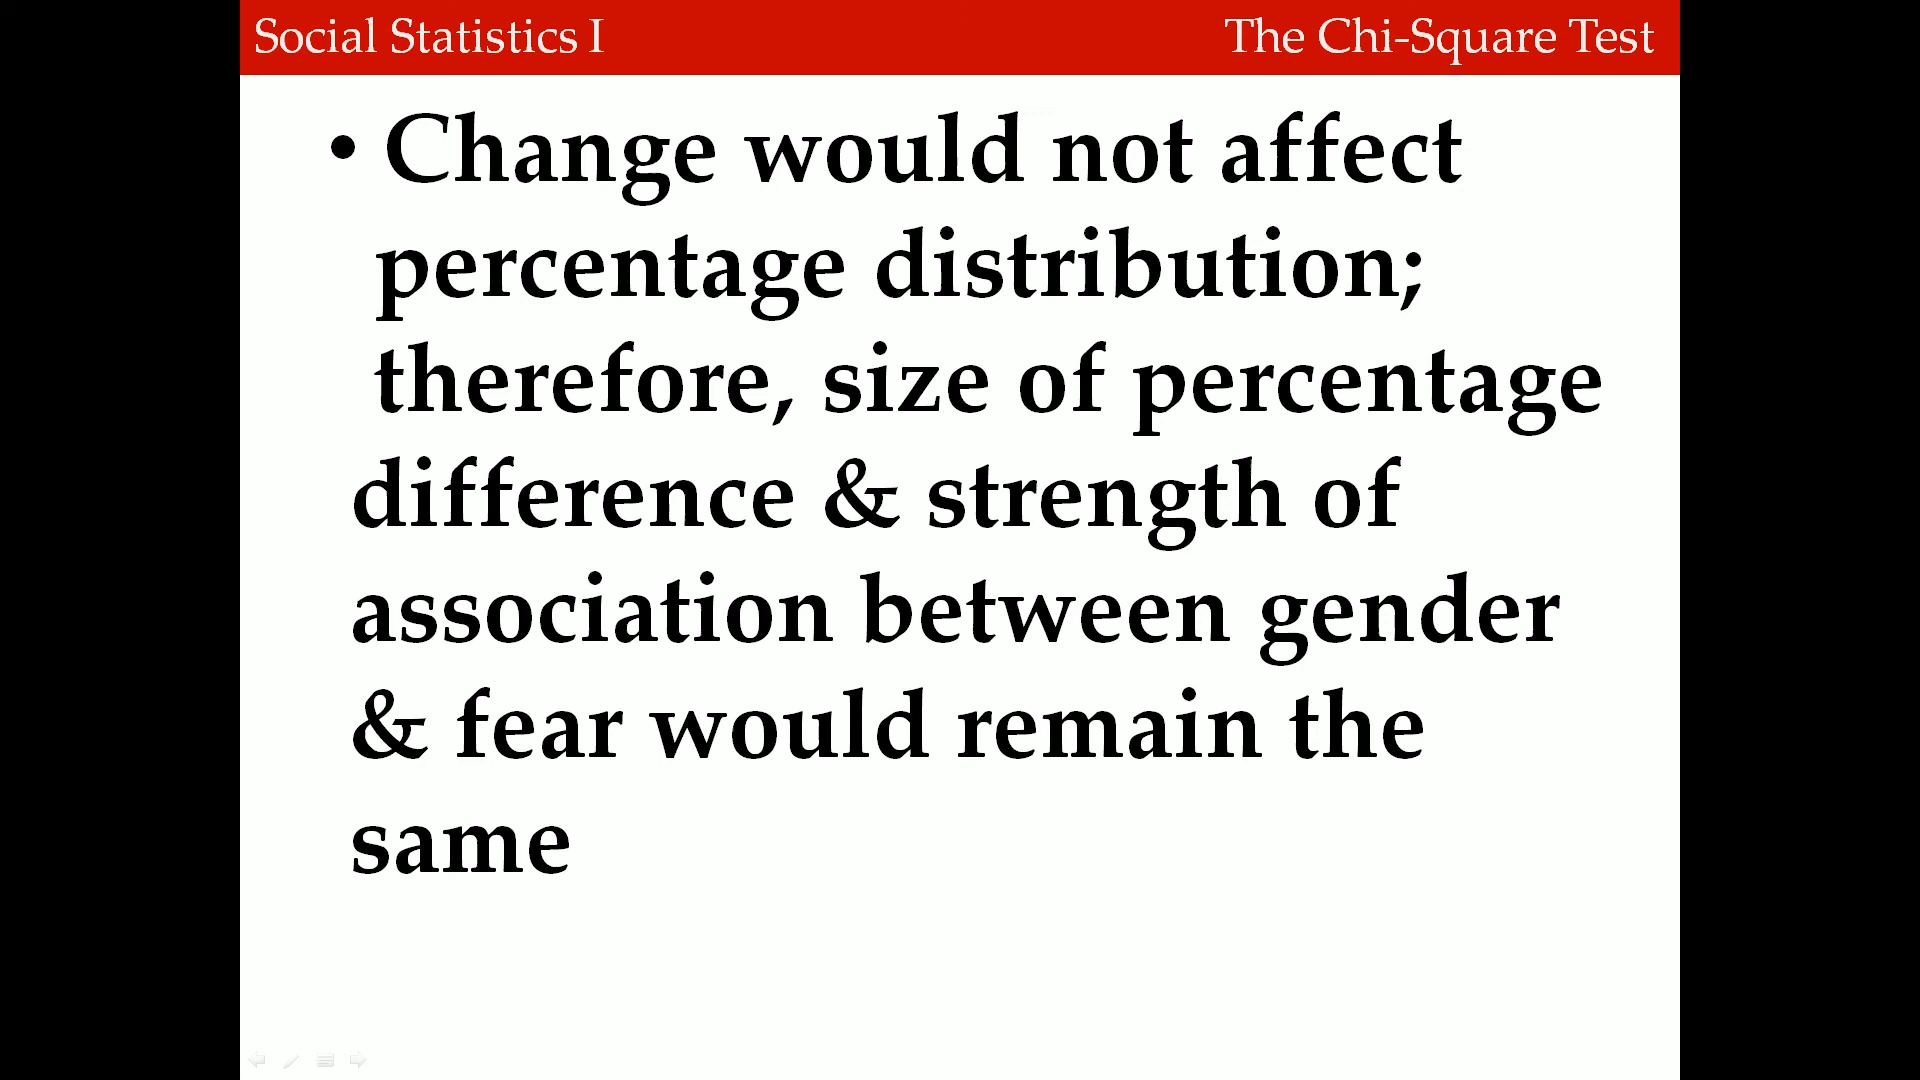 Social Statistics I
The Chi-Square Test
• Change would not affect
percentage distribution;
therefore, size of percentage
difference & strength of
association between gender
& fear would remain the
same